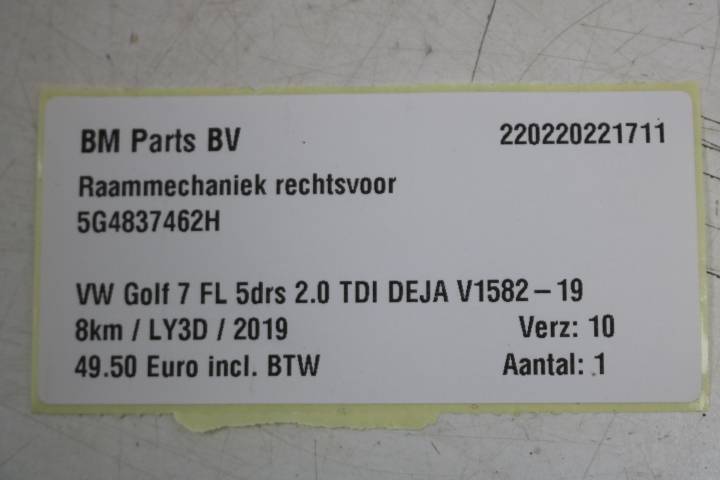 BM Parts BV 220220221711
Raammechaniek rechtsvoor
5G4837462H
VW Golf 7 FL 5drs 2.0 TDI DEJA V1582 – 19
8km / LY3D / 2019 Verz: 10
49.50 Euro incl. BTW Aantal: 1